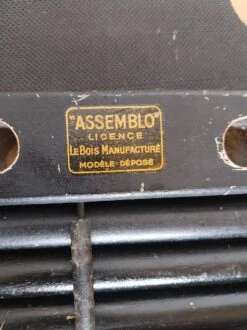 "ASSEMBLO"
LICENCE
LE BOIS MANUFACTURÉ
MODÈLE DÉPOSÉ